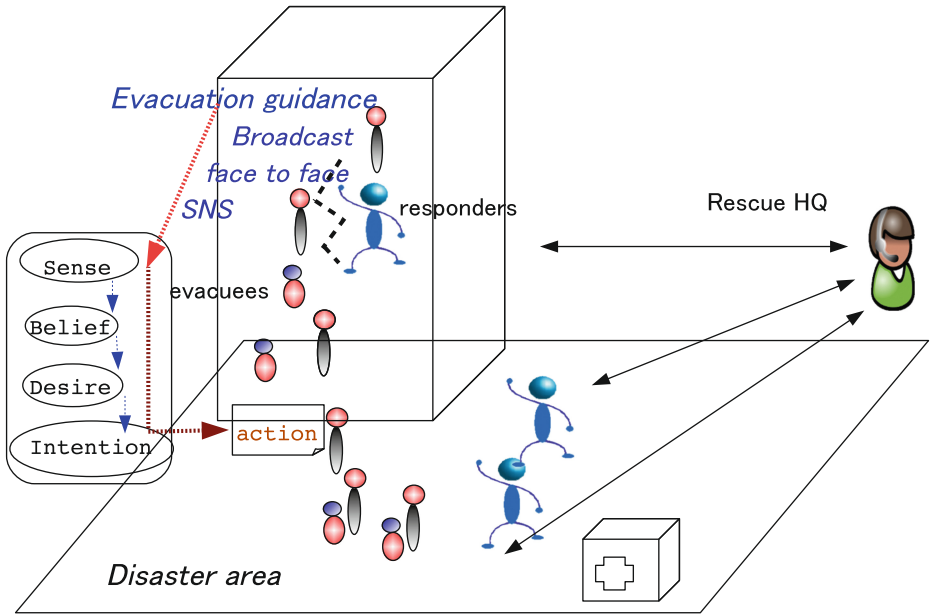 Evacuation guidance
Broadcast
face to face
SNS
responders
Rescue HQ
evacuees
Sense
Belief
Desire
Intention
action
Disaster area